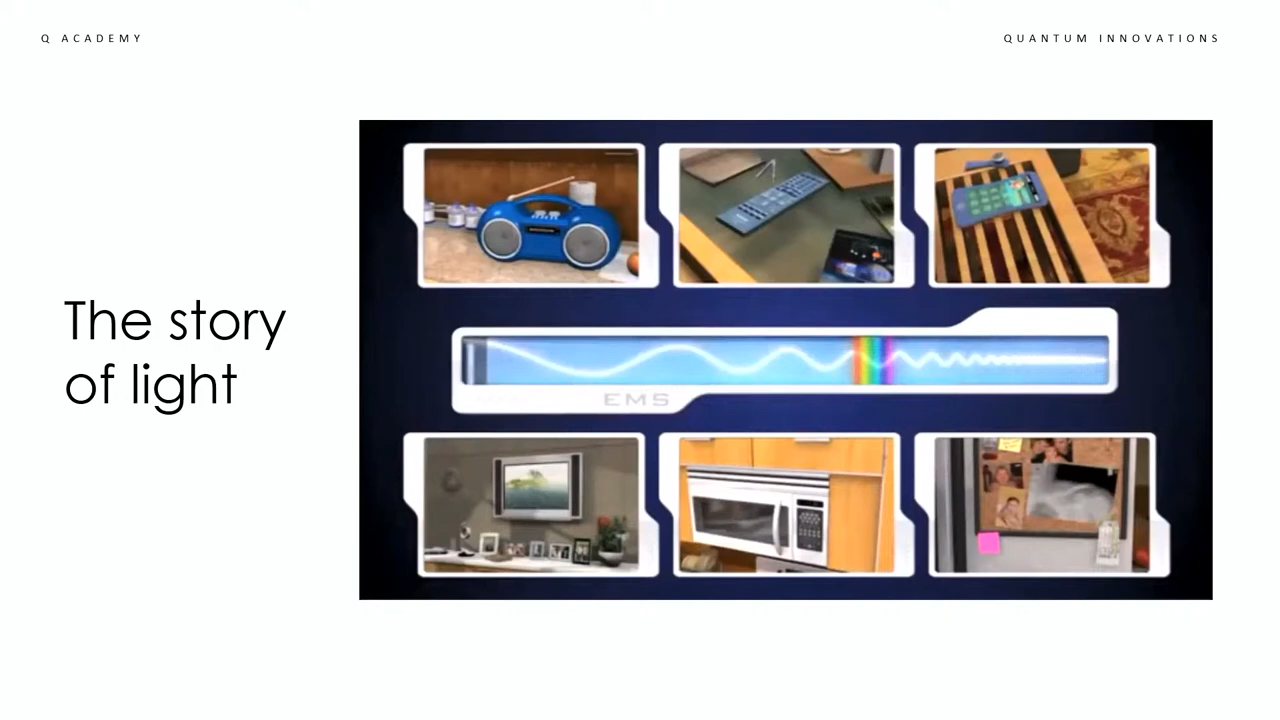 Q ACADEMY
QUANTUM INNOVATIONS
The story
of light
EMS